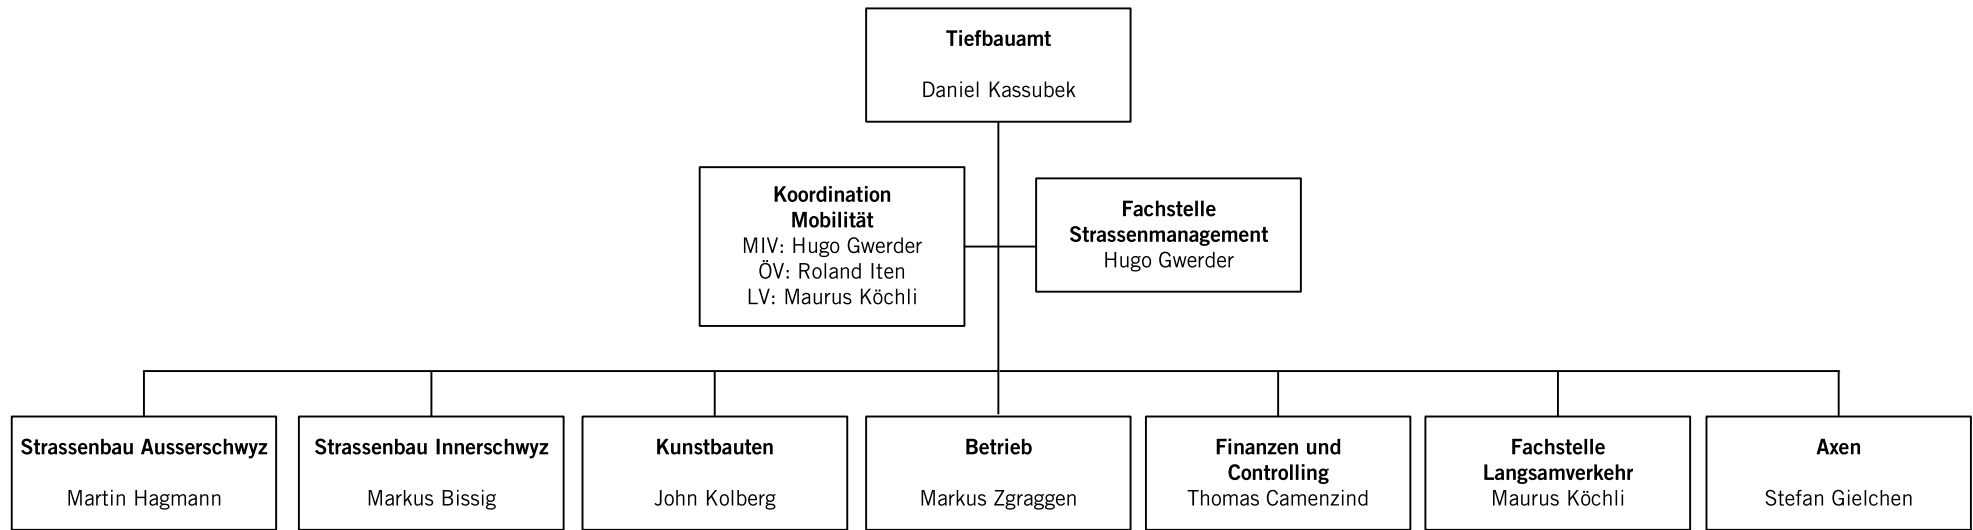 Tiefbauamt
Daniel Kassubek
Koordination
Mobilität
MIV: Hugo Gwerder
ÖV: Roland Iten
LV: Maurus Köchli
Fachstelle
Strassenmanagement
Hugo Gwerder
Strassenbau Ausserschwyz
Martin Hagmann
Strassenbau Innerschwyz
Markus Bissig
Kunstbauten
John Kolberg
Betrieb
Markus Zgraggen
Finanzen und
Controlling
Thomas Camenzind
Fachstelle
Langsamverkehr
Maurus Köchli
Axen
Stefan Gielchen